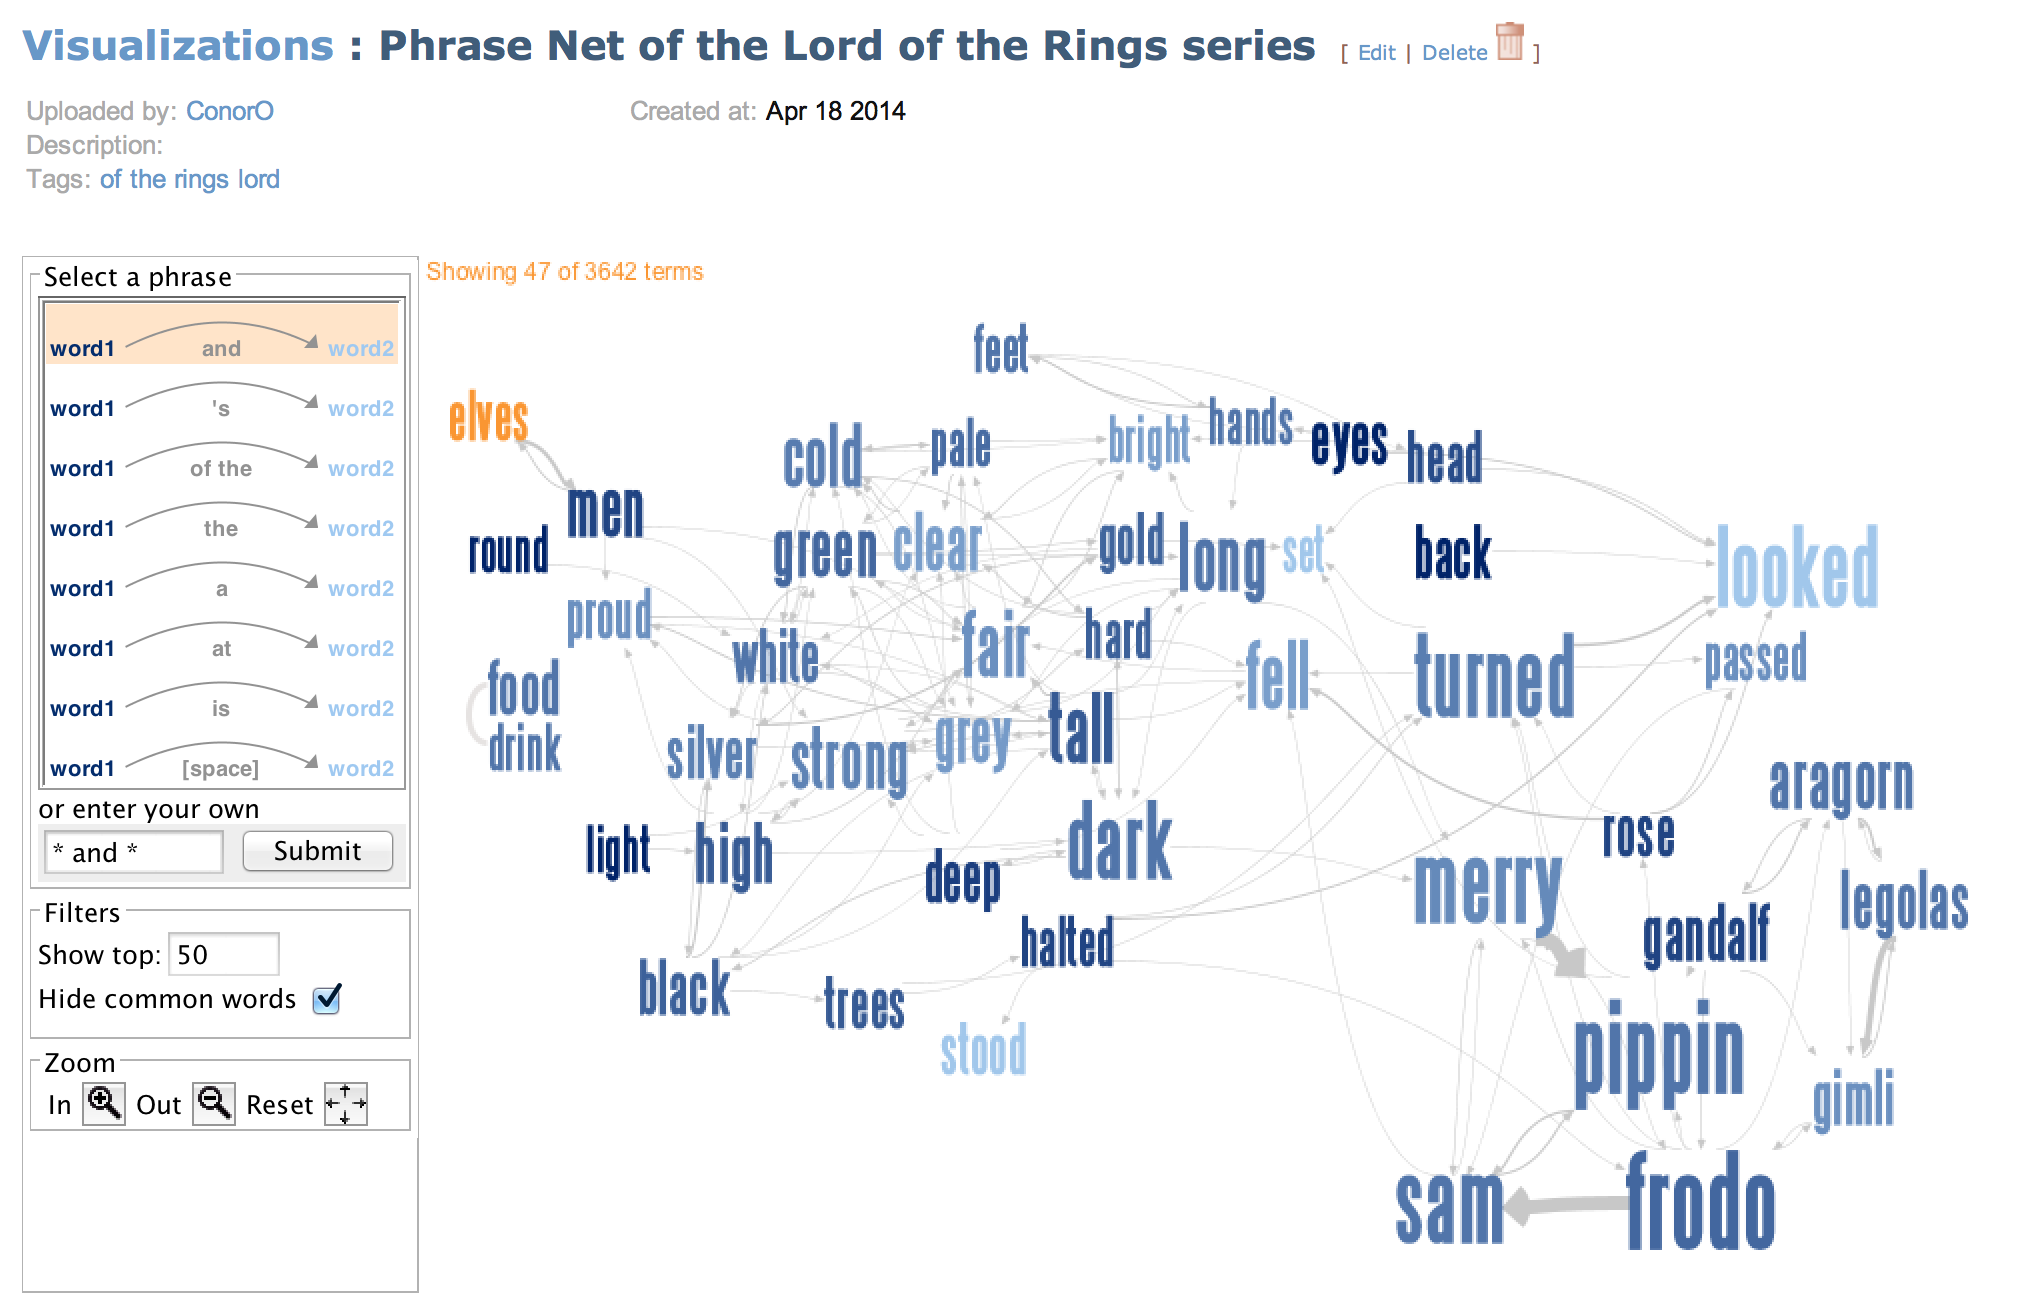 Visualizations : Phrase Net of the Lord of the Rings series [ Edit | Delete ]
Uploaded by: ConorO Created at: Apr 18 2014
Description:
Tags: of the rings lord
Select a phrase
word1 and word2
word1 's word2
word1 of the word2
word1 the word2
word1 a word2
word1 at word2
word1 is word2
word1 [space] word2
or enter your own
* and * Submit
Filters
Show top: 50
Hide common words
Zoom
In Out Reset
Showing 47 of 3642 terms
feet
elves
hands
bright
eyes
head
pale
cold
men
round
green
clear
gold
long
set
back
looked
proud
white
fair
hard
fell
turned
passed
food
drink
silver
strong
grey
tall
aragorn
light
high
deep
dark
rose
merry
legolas
gandalf
halted
black
trees
stood
pippin
gimli
sam
frodo